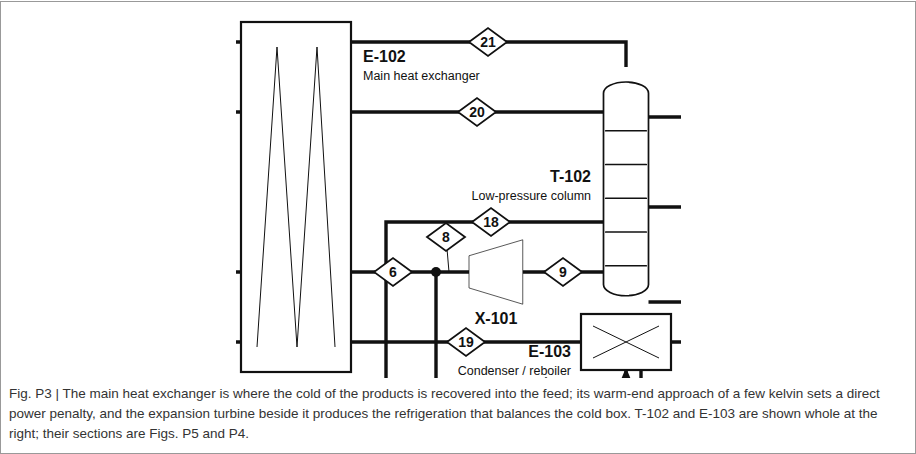 21
E-102
Main heat exchanger
20
T-102
Low-pressure column
18
8
6
9
X-101
19
E-103
Condenser / reboiler
Fig. P3 | The main heat exchanger is where the cold of the products is recovered into the feed; its warm-end approach of a few kelvin sets a direct
power penalty, and the expansion turbine beside it produces the refrigeration that balances the cold box. T-102 and E-103 are shown whole at the
right; their sections are Figs. P5 and P4.